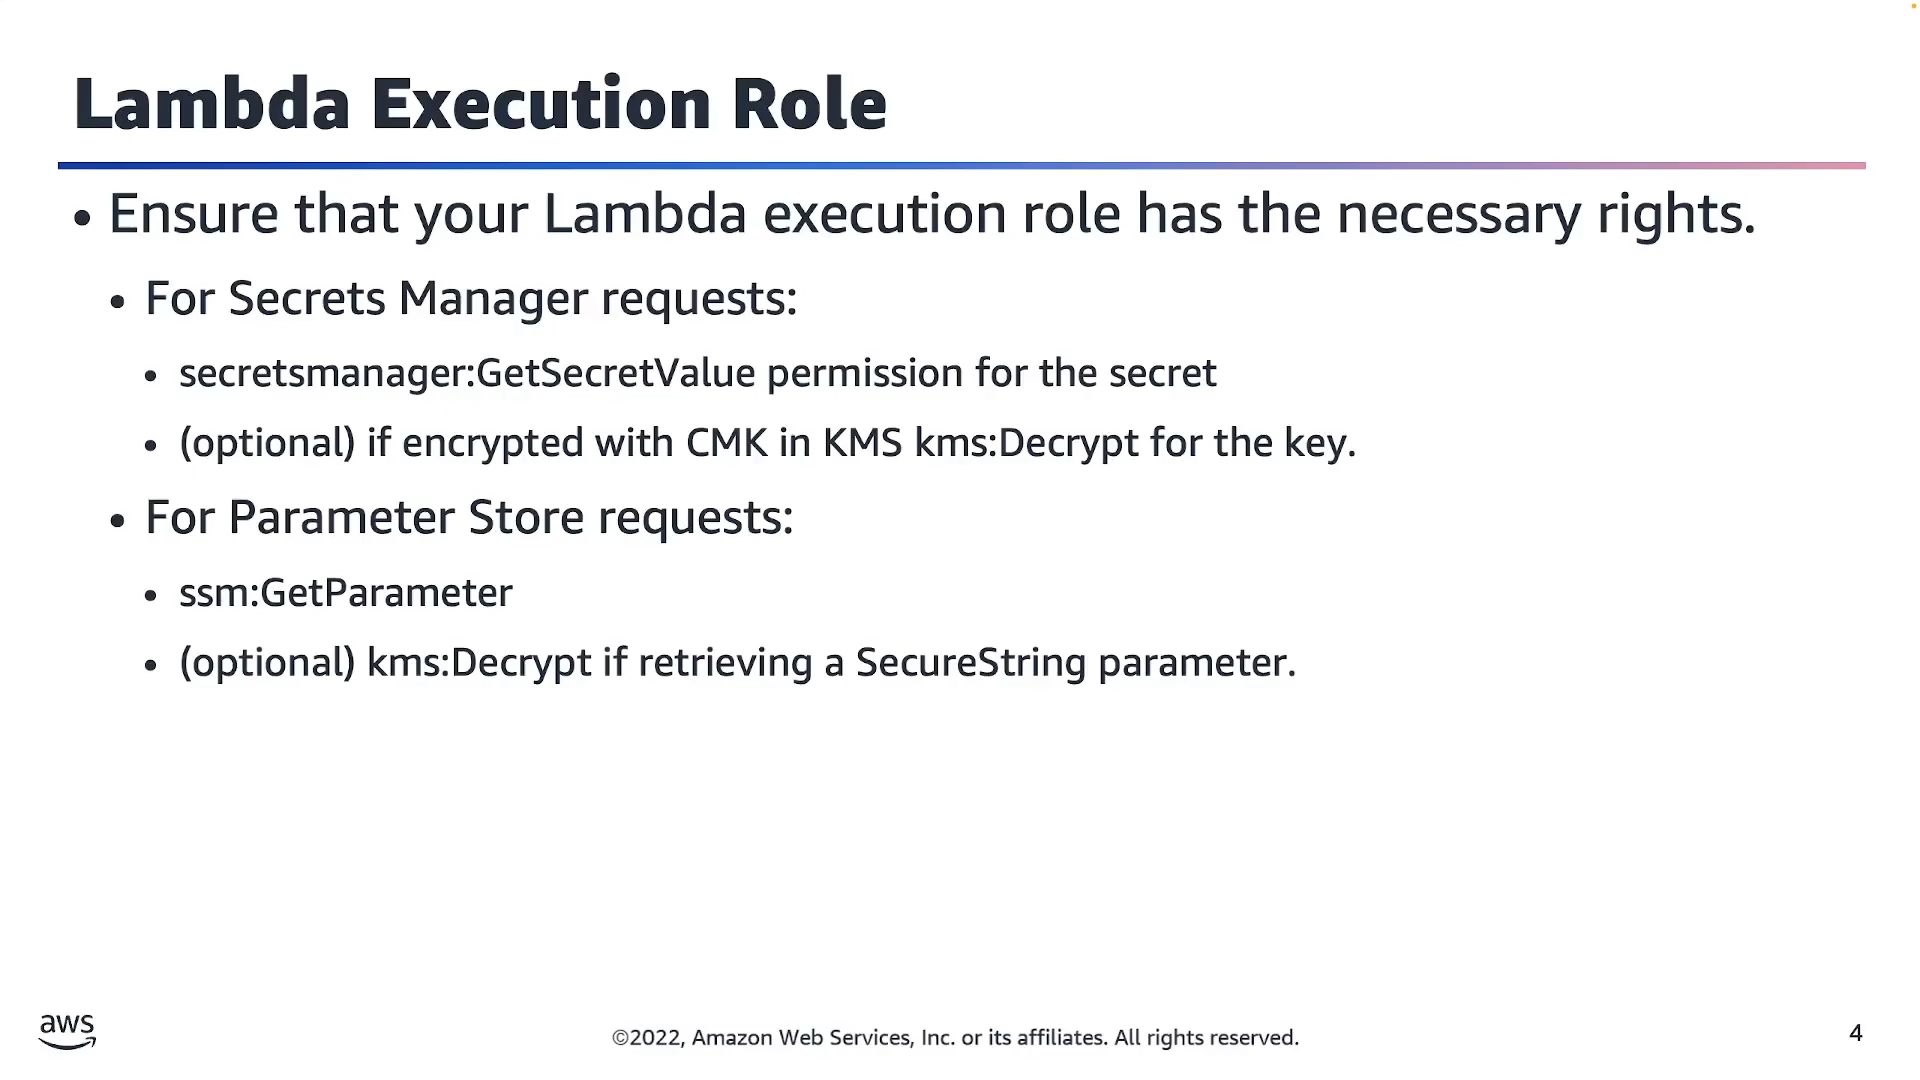 Lambda Execution Role
• Ensure that your Lambda execution role has the necessary rights.
• For Secrets Manager requests:
• secretsmanager:GetSecretValue permission for the secret
• (optional) if encrypted with CMK in KMS kms:Decrypt for the key.
• For Parameter Store requests:
• ssm:GetParameter
• (optional) kms:Decrypt if retrieving a SecureString parameter.
aws
©2022, Amazon Web Services, Inc. or its affiliates. All rights reserved.
4